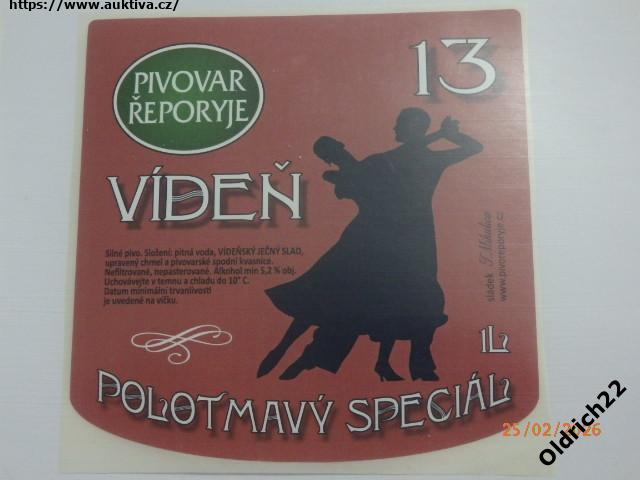 https://www.auktiva.cz/
PIVOVAR
ŘEPORYJE
13
VÍDEŇ
Silné pivo. Složení: pitná voda, VÍDEŇSKÝ JEČNÝ SLAD,
upravený chmel a pivovarské spodní kvasnice.
Nefiltrované, nepasterované. Alkohol min 5,2 % obj.
Uchovávejte v temnu a chladu do 10° C.
Datum minimální trvanlivosti
je uvedené na víčku.
sládek
www.pivoreporyje.cz
1L
POLOTMAVÝ SPECIÁL
25/02/2026
Oldrich22